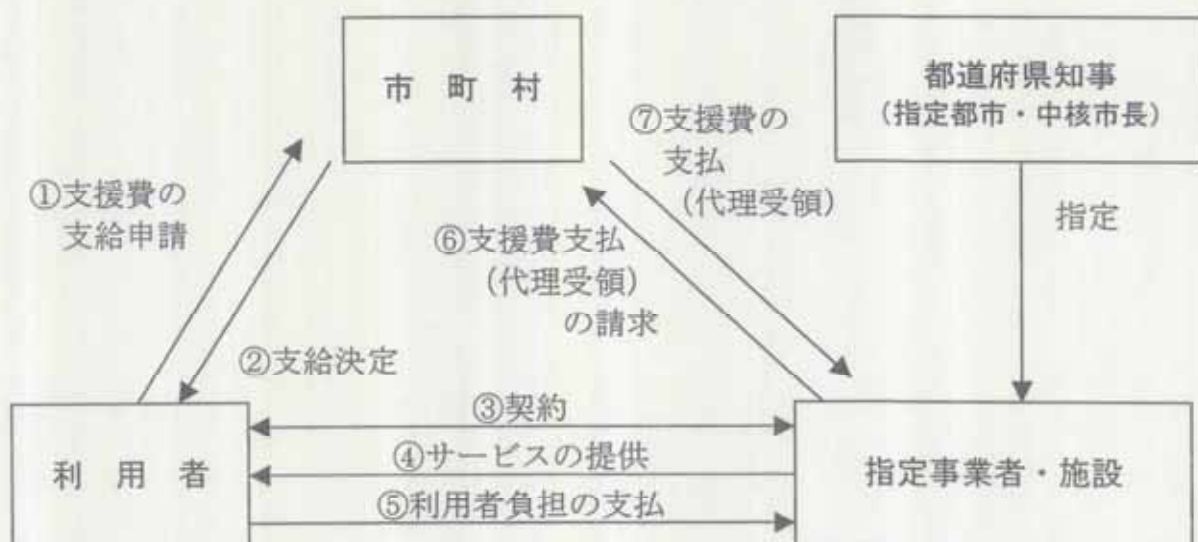 市町村
都道府県知事
(指定都市・中核市長)
⑦支援費の
支払
(代理受領)
①支援費の
支給申請
指定
⑥支援費支払
(代理受領)
の請求
②支給決定
③契約
利用者
④サービスの提供
指定事業者・施設
⑤利用者負担の支払